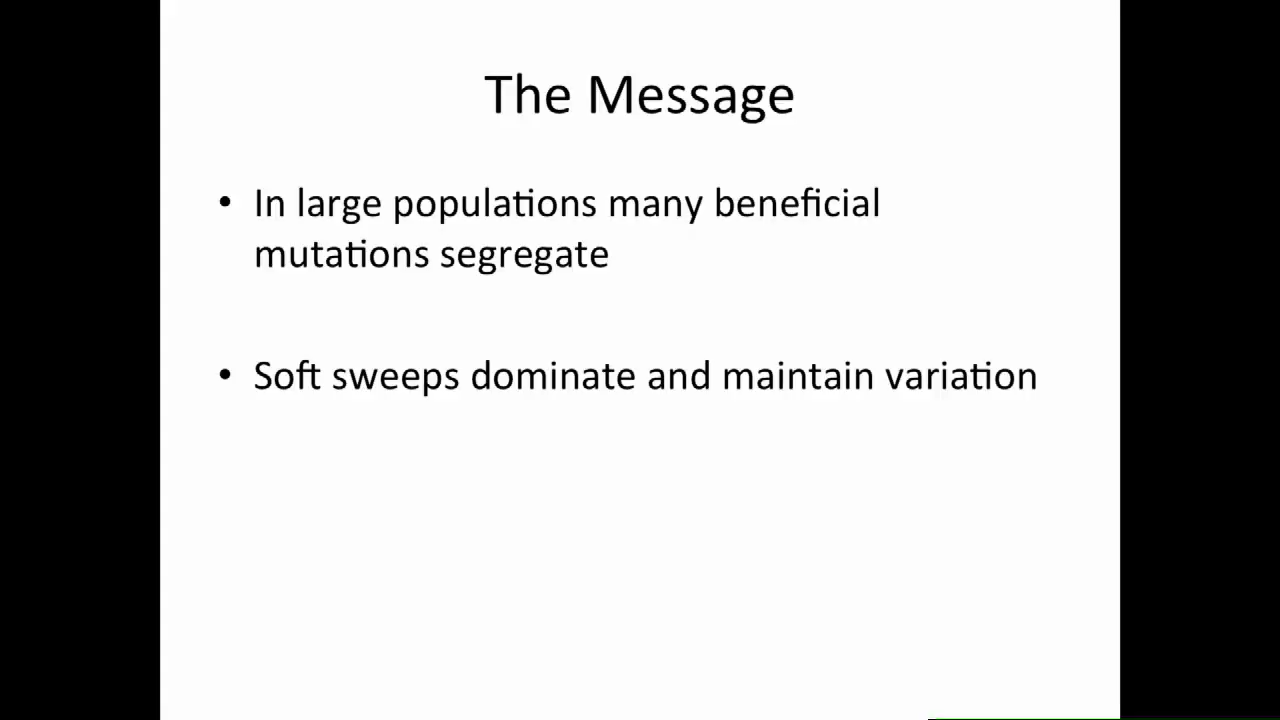 The Message
• In large populations many beneficial
mutations segregate
• Soft sweeps dominate and maintain variation